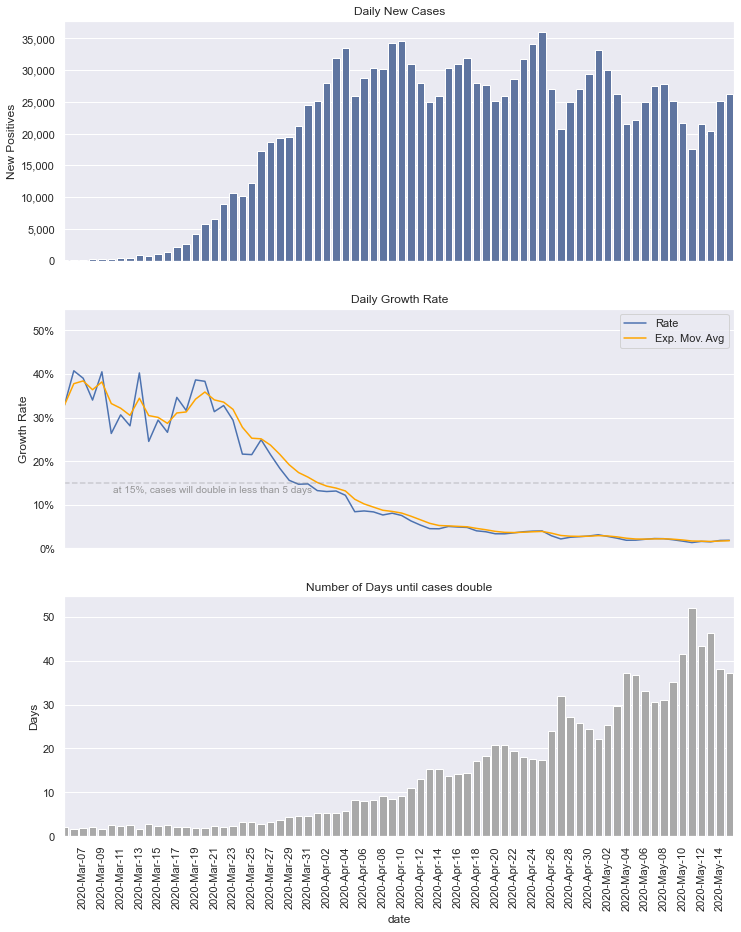 Daily New Cases
35,000
30,000
25,000
20,000
15,000
10,000
5,000
0
New Positives
Daily Growth Rate
50%
40%
30%
20%
10%
0%
Growth Rate
Rate
Exp. Mov. Avg
at 15%, cases will double in less than 5 days
Number of Days until cases double
50
40
30
20
10
0
Days
2020-Mar-07
2020-Mar-09
2020-Mar-11
2020-Mar-13
2020-Mar-15
2020-Mar-17
2020-Mar-19
2020-Mar-21
2020-Mar-23
2020-Mar-25
2020-Mar-27
2020-Mar-29
2020-Mar-31
2020-Apr-02
2020-Apr-04
2020-Apr-06
2020-Apr-08
2020-Apr-10
2020-Apr-12
2020-Apr-14
2020-Apr-16
2020-Apr-18
2020-Apr-20
2020-Apr-22
2020-Apr-24
2020-Apr-26
2020-Apr-28
2020-Apr-30
2020-May-02
2020-May-04
2020-May-06
2020-May-08
2020-May-10
2020-May-12
2020-May-14
date